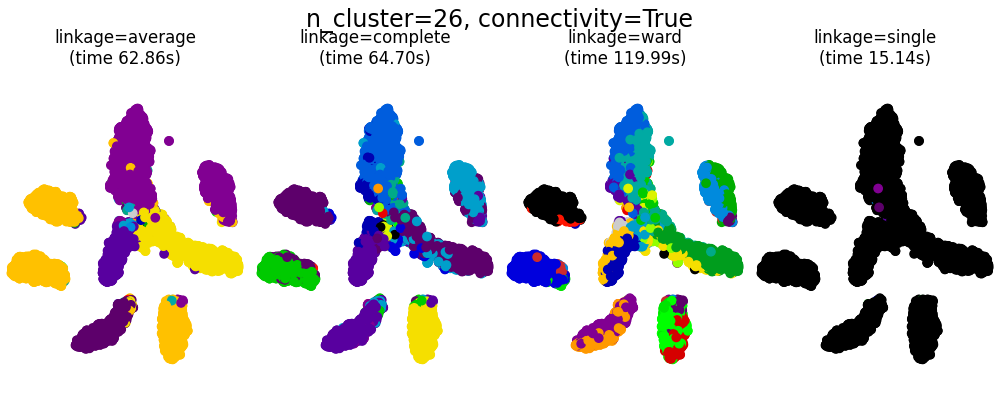 n_cluster=26, connectivity=True
linkage=average
(time 62.86s)
linkage=complete
(time 64.70s)
linkage=ward
(time 119.99s)
linkage=single
(time 15.14s)